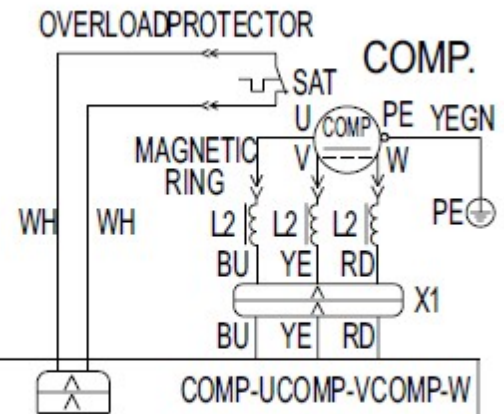 OVERLOADPROTECTOR
COMP.
SAT
U COMP PE YEGN
MAGNETIC RING
V W
WH WH L2 L2 L2 PE
BU YE RD
X1
BU YE RD
COMP-UCOMP-VCOMP-W